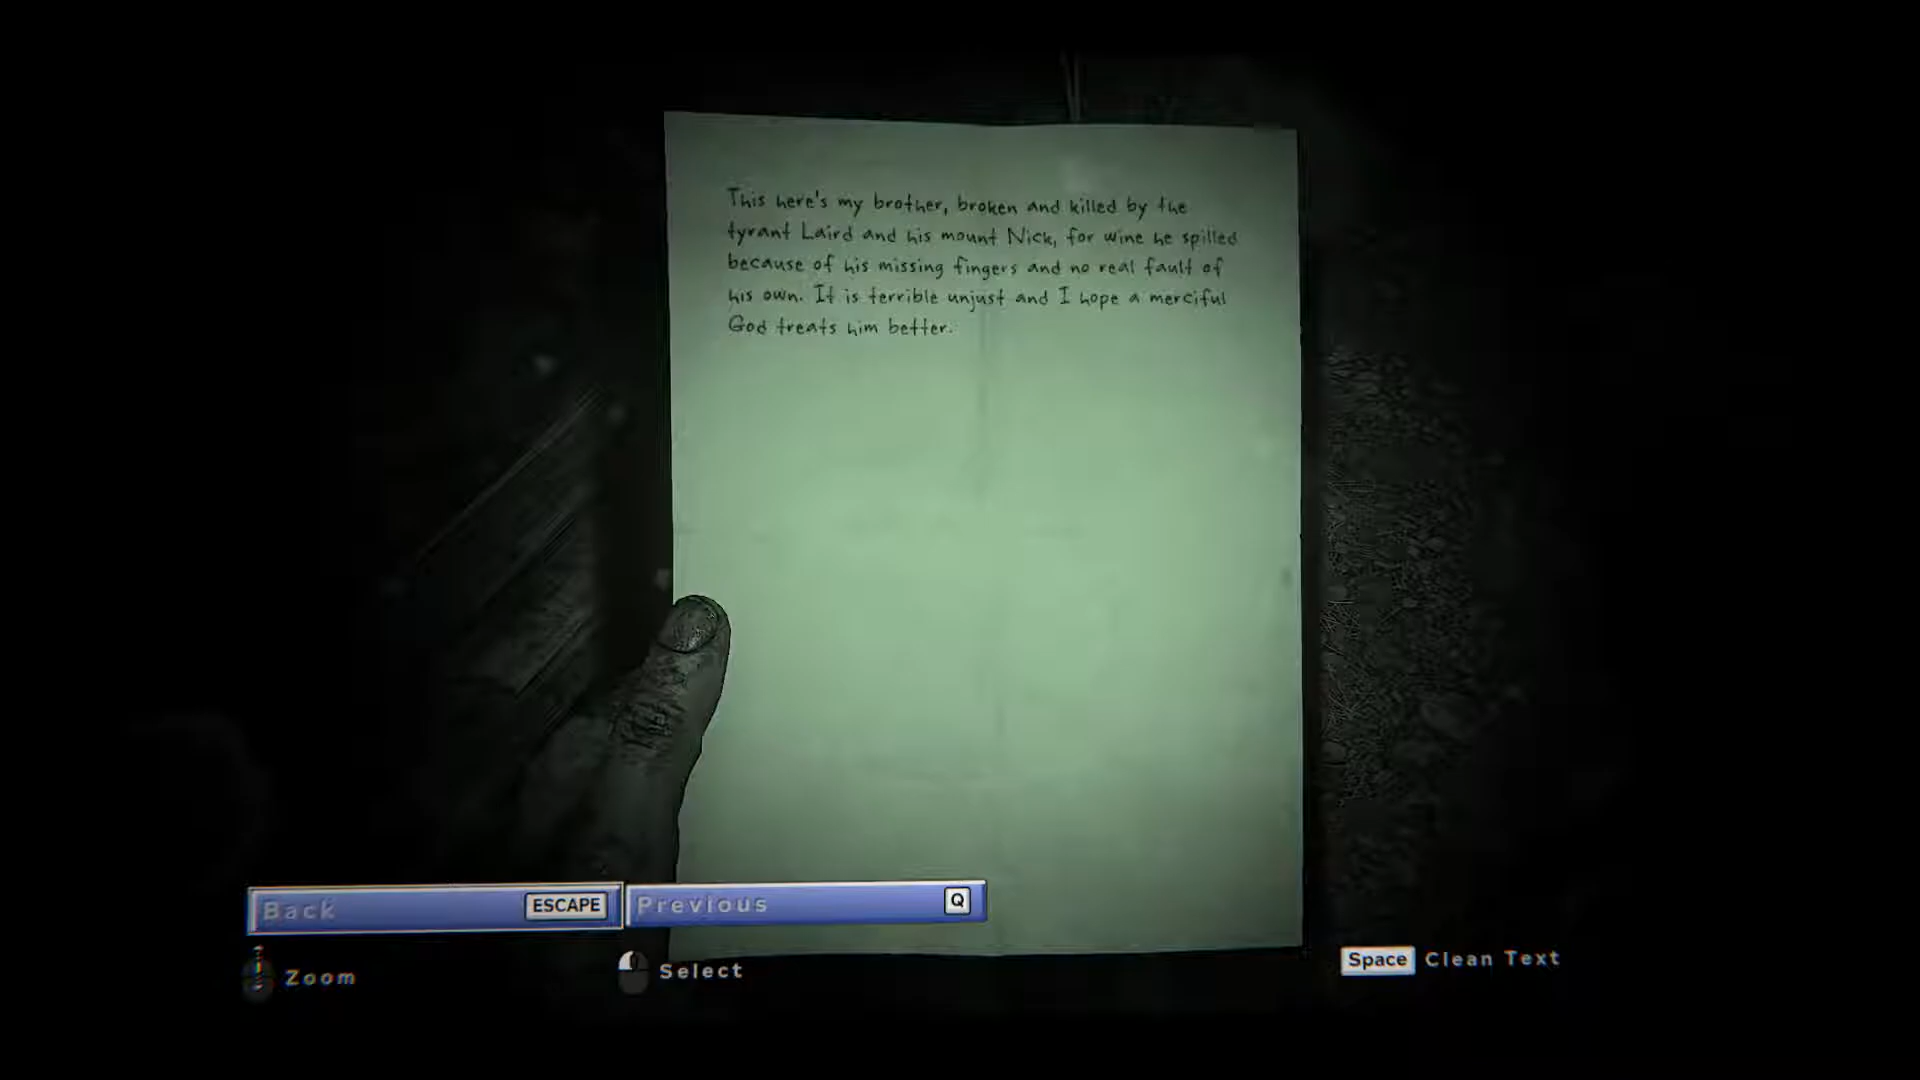 This here's my brother, broken and killed by the
tyrant Laird and his mount Nick, for wine he spilled
because of his missing fingers and no real fault of
his own. It is terrible unjust and I hope a merciful
God treats him better.
Back ESCAPE Previous Q
Zoom Select Space Clean Text